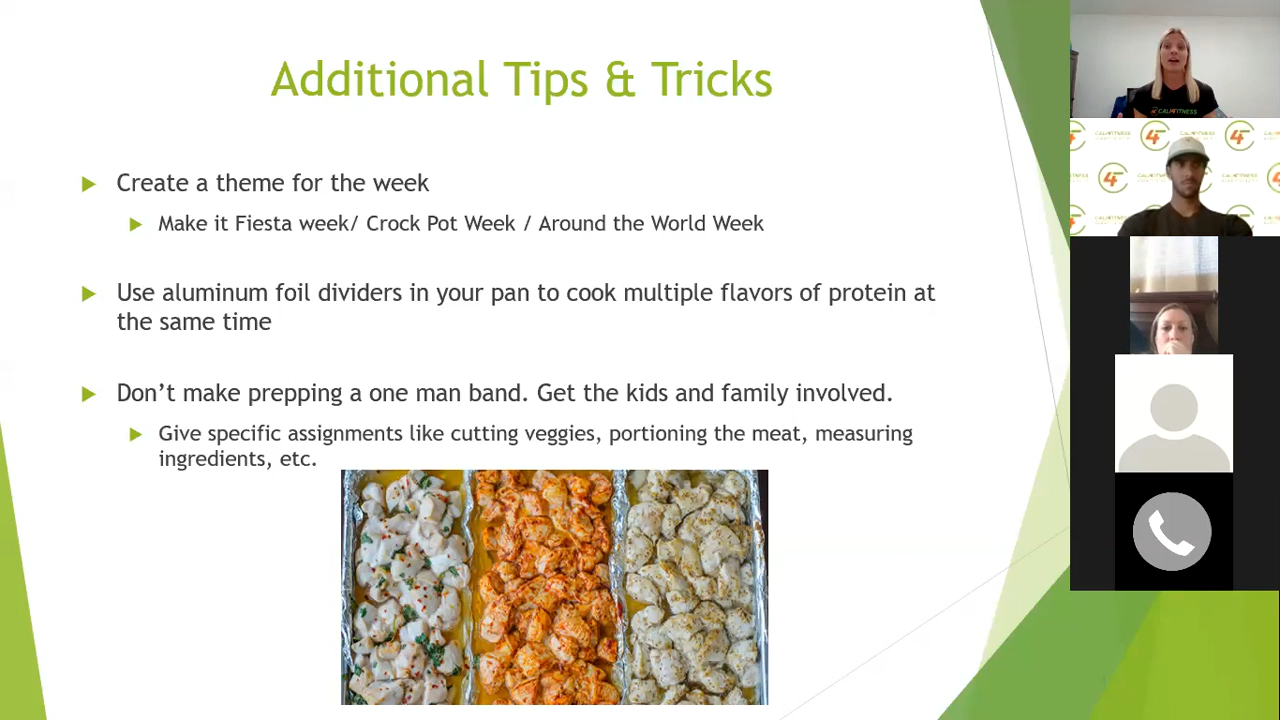 Additional Tips & Tricks
Create a theme for the week
Make it Fiesta week/ Crock Pot Week / Around the World Week
Use aluminum foil dividers in your pan to cook multiple flavors of protein at
the same time
Don’t make prepping a one man band. Get the kids and family involved.
Give specific assignments like cutting veggies, portioning the meat, measuring
ingredients, etc.
CAL4FITNESS
4F